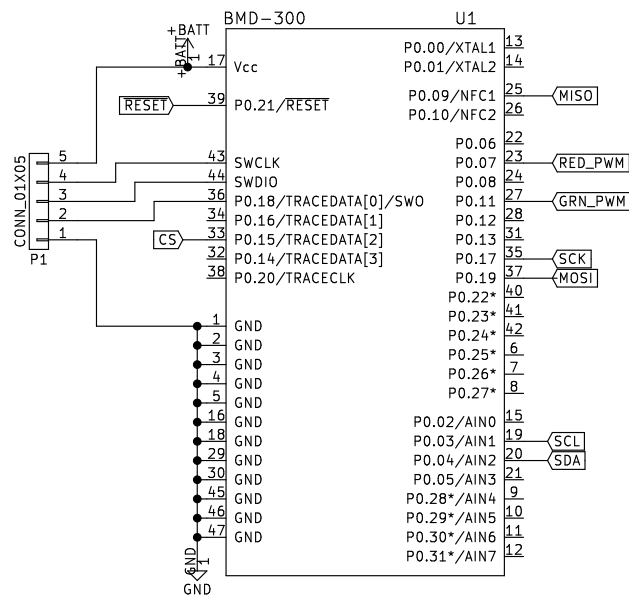 BMD-300 U1
+BATT
+BATT
1
17 Vcc
RESET 39 P0.21/RESET
43 SWCLK
44 SWDIO
36 P0.18/TRACEDATA[0]/SWO
34 P0.16/TRACEDATA[1]
CS 33 P0.15/TRACEDATA[2]
32 P0.14/TRACEDATA[3]
38 P0.20/TRACECLK
1 GND
2 GND
3 GND
4 GND
5 GND
16 GND
18 GND
29 GND
30 GND
45 GND
46 GND
47 GND
GND
1
GND
CONN_01X05
5
4
3
2
1
P1
P0.00/XTAL1 13
P0.01/XTAL2 14
P0.09/NFC1 25 MISO
P0.10/NFC2 26
P0.06 22
P0.07 23 RED_PWM
P0.08 24
P0.11 27 GRN_PWM
P0.12 28
P0.13 31
P0.17 35 SCK
P0.19 37 MOSI
P0.22* 40
P0.23* 41
P0.24* 42
P0.25* 6
P0.26* 7
P0.27* 8
P0.02/AIN0 15
P0.03/AIN1 19 SCL
P0.04/AIN2 20 SDA
P0.05/AIN3 21
P0.28*/AIN4 9
P0.29*/AIN5 10
P0.30*/AIN6 11
P0.31*/AIN7 12